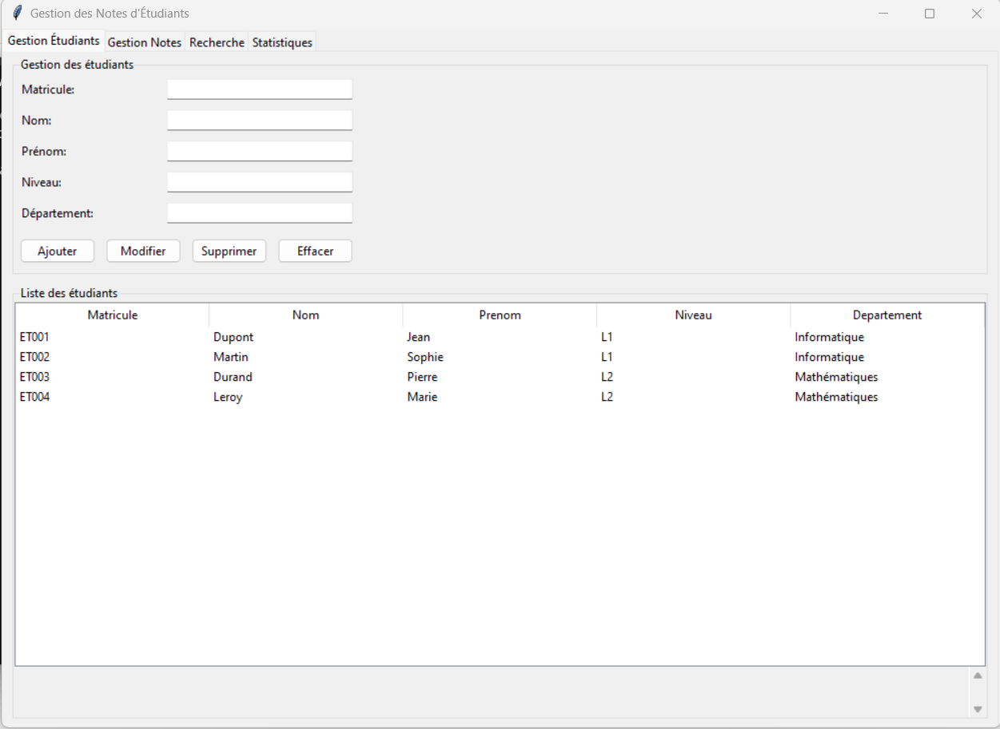 Gestion des Notes d'Étudiants
Gestion Étudiants Gestion Notes Recherche Statistiques
Gestion des étudiants
Matricule:
Nom:
Prénom:
Niveau:
Département:
Ajouter Modifier Supprimer Effacer
Liste des étudiants
Matricule Nom Prenom Niveau Departement
ET001 Dupont Jean L1 Informatique
ET002 Martin Sophie L1 Informatique
ET003 Durand Pierre L2 Mathématiques
ET004 Leroy Marie L2 Mathématiques